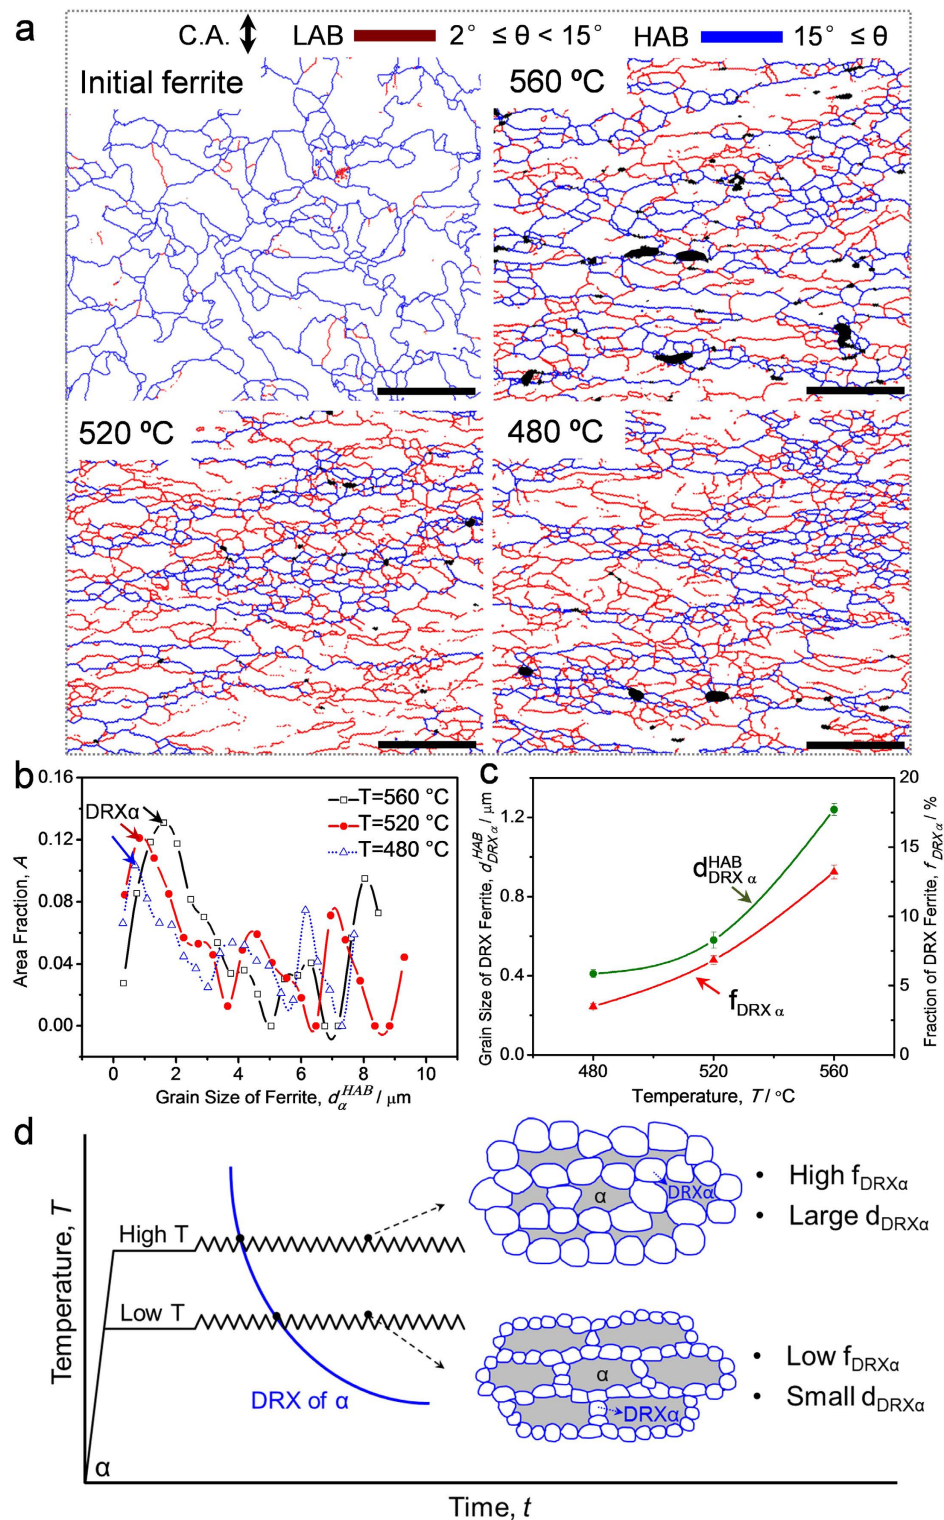 a
C.A. LAB 2° ≤ θ < 15° HAB 15° ≤ θ
Initial ferrite
560 ºC
520 ºC
480 ºC
b
0.16
0.12
0.08
0.04
0.00
Area Fraction, A
DRXα
T=560 °C
T=520 °C
T=480 °C
0 2 4 6 8 10
Grain Size of Ferrite, d_α^HAB / μm
c
1.2
0.8
0.4
0.0
Grain Size of DRX Ferrite, d_DRX α^HAB / μm
d_DRX α^HAB
f_DRX α
20
15
10
5
0
Fraction of DRX Ferrite, f_DRX α / %
480 520 560
Temperature, T / °C
d
Temperature, T
High T
Low T
DRX of α
α
Time, t
α
DRXα
• High f_DRXα
• Large d_DRXα
α
DRXα
• Low f_DRXα
• Small d_DRXα